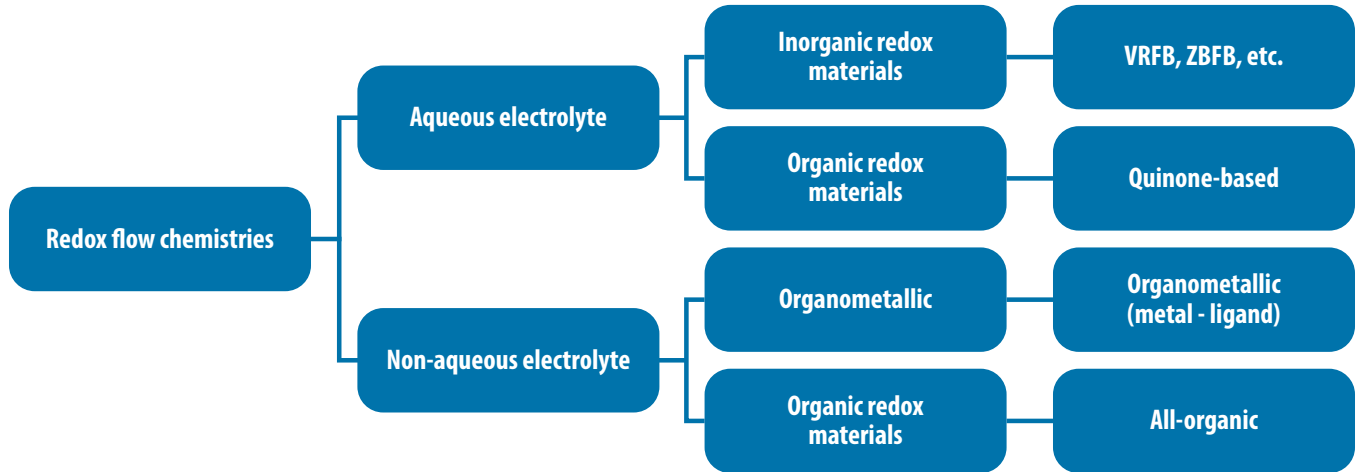 Redox flow chemistries
Aqueous electrolyte
Inorganic redox
materials
VRFB, ZBFB, etc.
Organic redox
materials
Quinone-based
Non-aqueous electrolyte
Organometallic
Organometallic
(metal - ligand)
Organic redox
materials
All-organic